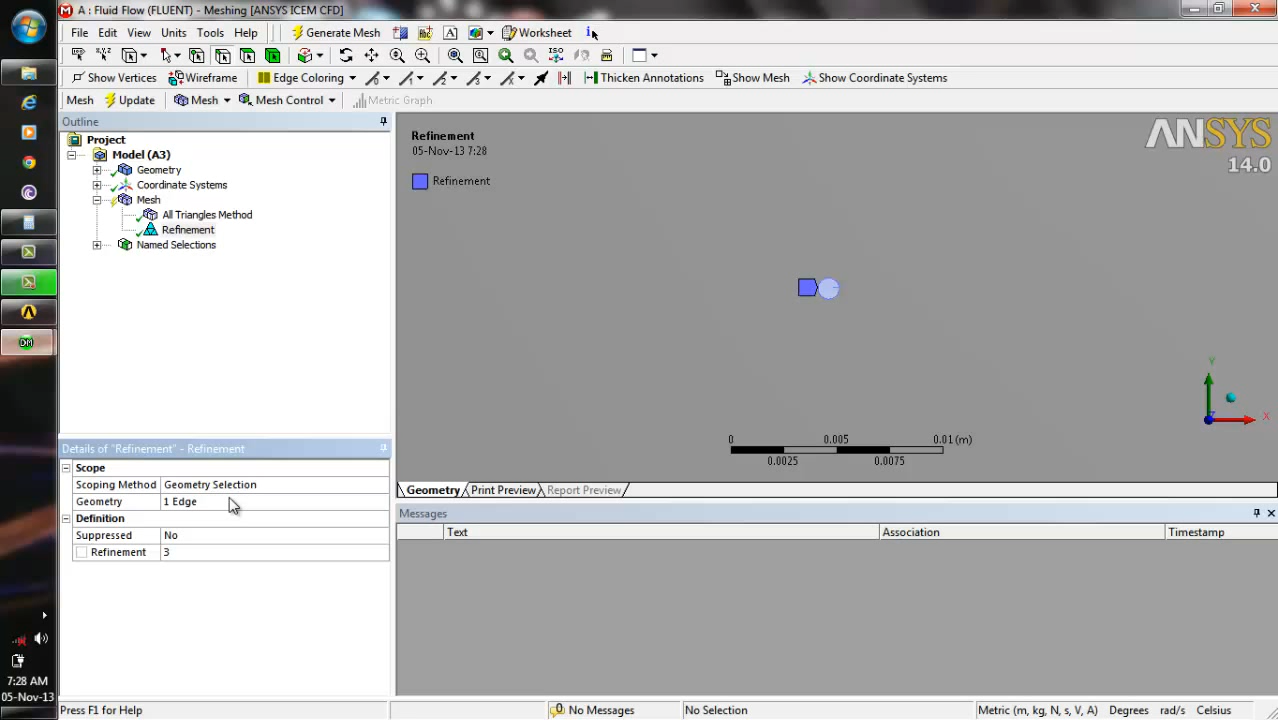 A : Fluid Flow (FLUENT) - Meshing [ANSYS ICEM CFD]
File Edit View Units Tools Help Generate Mesh Worksheet
Show Vertices Wireframe Edge Coloring Thicken Annotations Show Mesh Show Coordinate Systems
Mesh Update Mesh Mesh Control Metric Graph
Outline
Project
Model (A3)
Geometry
Coordinate Systems
Mesh
All Triangles Method
Refinement
Named Selections
Refinement
05-Nov-13 7:28
Refinement
ANSYS
14.0
Y
X
0 0.005 0.01 (m)
0.0025 0.0075
Geometry Print Preview Report Preview
Details of "Refinement" - Refinement
Scope
Scoping Method Geometry Selection
Geometry 1 Edge
Definition
Suppressed No
Refinement 3
Messages
Text Association Timestamp
DM
7:28 AM
05-Nov-13
Press F1 for Help No Messages No Selection Metric (m, kg, N, s, V, A) Degrees rad/s Celsius